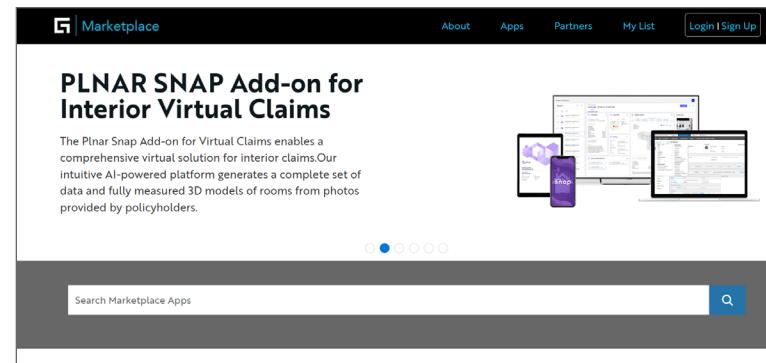 Marketplace
About Apps Partners My List Login | Sign Up
PLNAR SNAP Add-on for
Interior Virtual Claims
The Plnar Snap Add-on for Virtual Claims enables a
comprehensive virtual solution for interior claims.Our
intuitive AI-powered platform generates a complete set of
data and fully measured 3D models of rooms from photos
provided by policyholders.
snap
Search Marketplace Apps